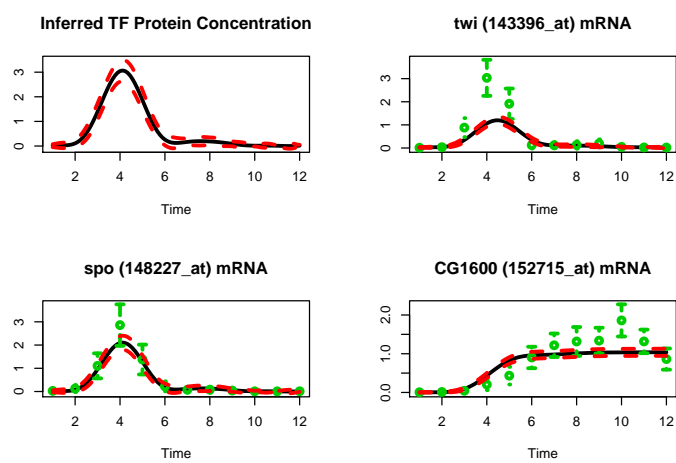 Inferred TF Protein Concentration
0 1 2 3
2 4 6 8 10 12
Time
twi (143396_at) mRNA
0 1 2 3
2 4 6 8 10 12
Time
spo (148227_at) mRNA
0 1 2 3
2 4 6 8 10 12
Time
CG1600 (152715_at) mRNA
0.0 1.0 2.0
2 4 6 8 10 12
Time